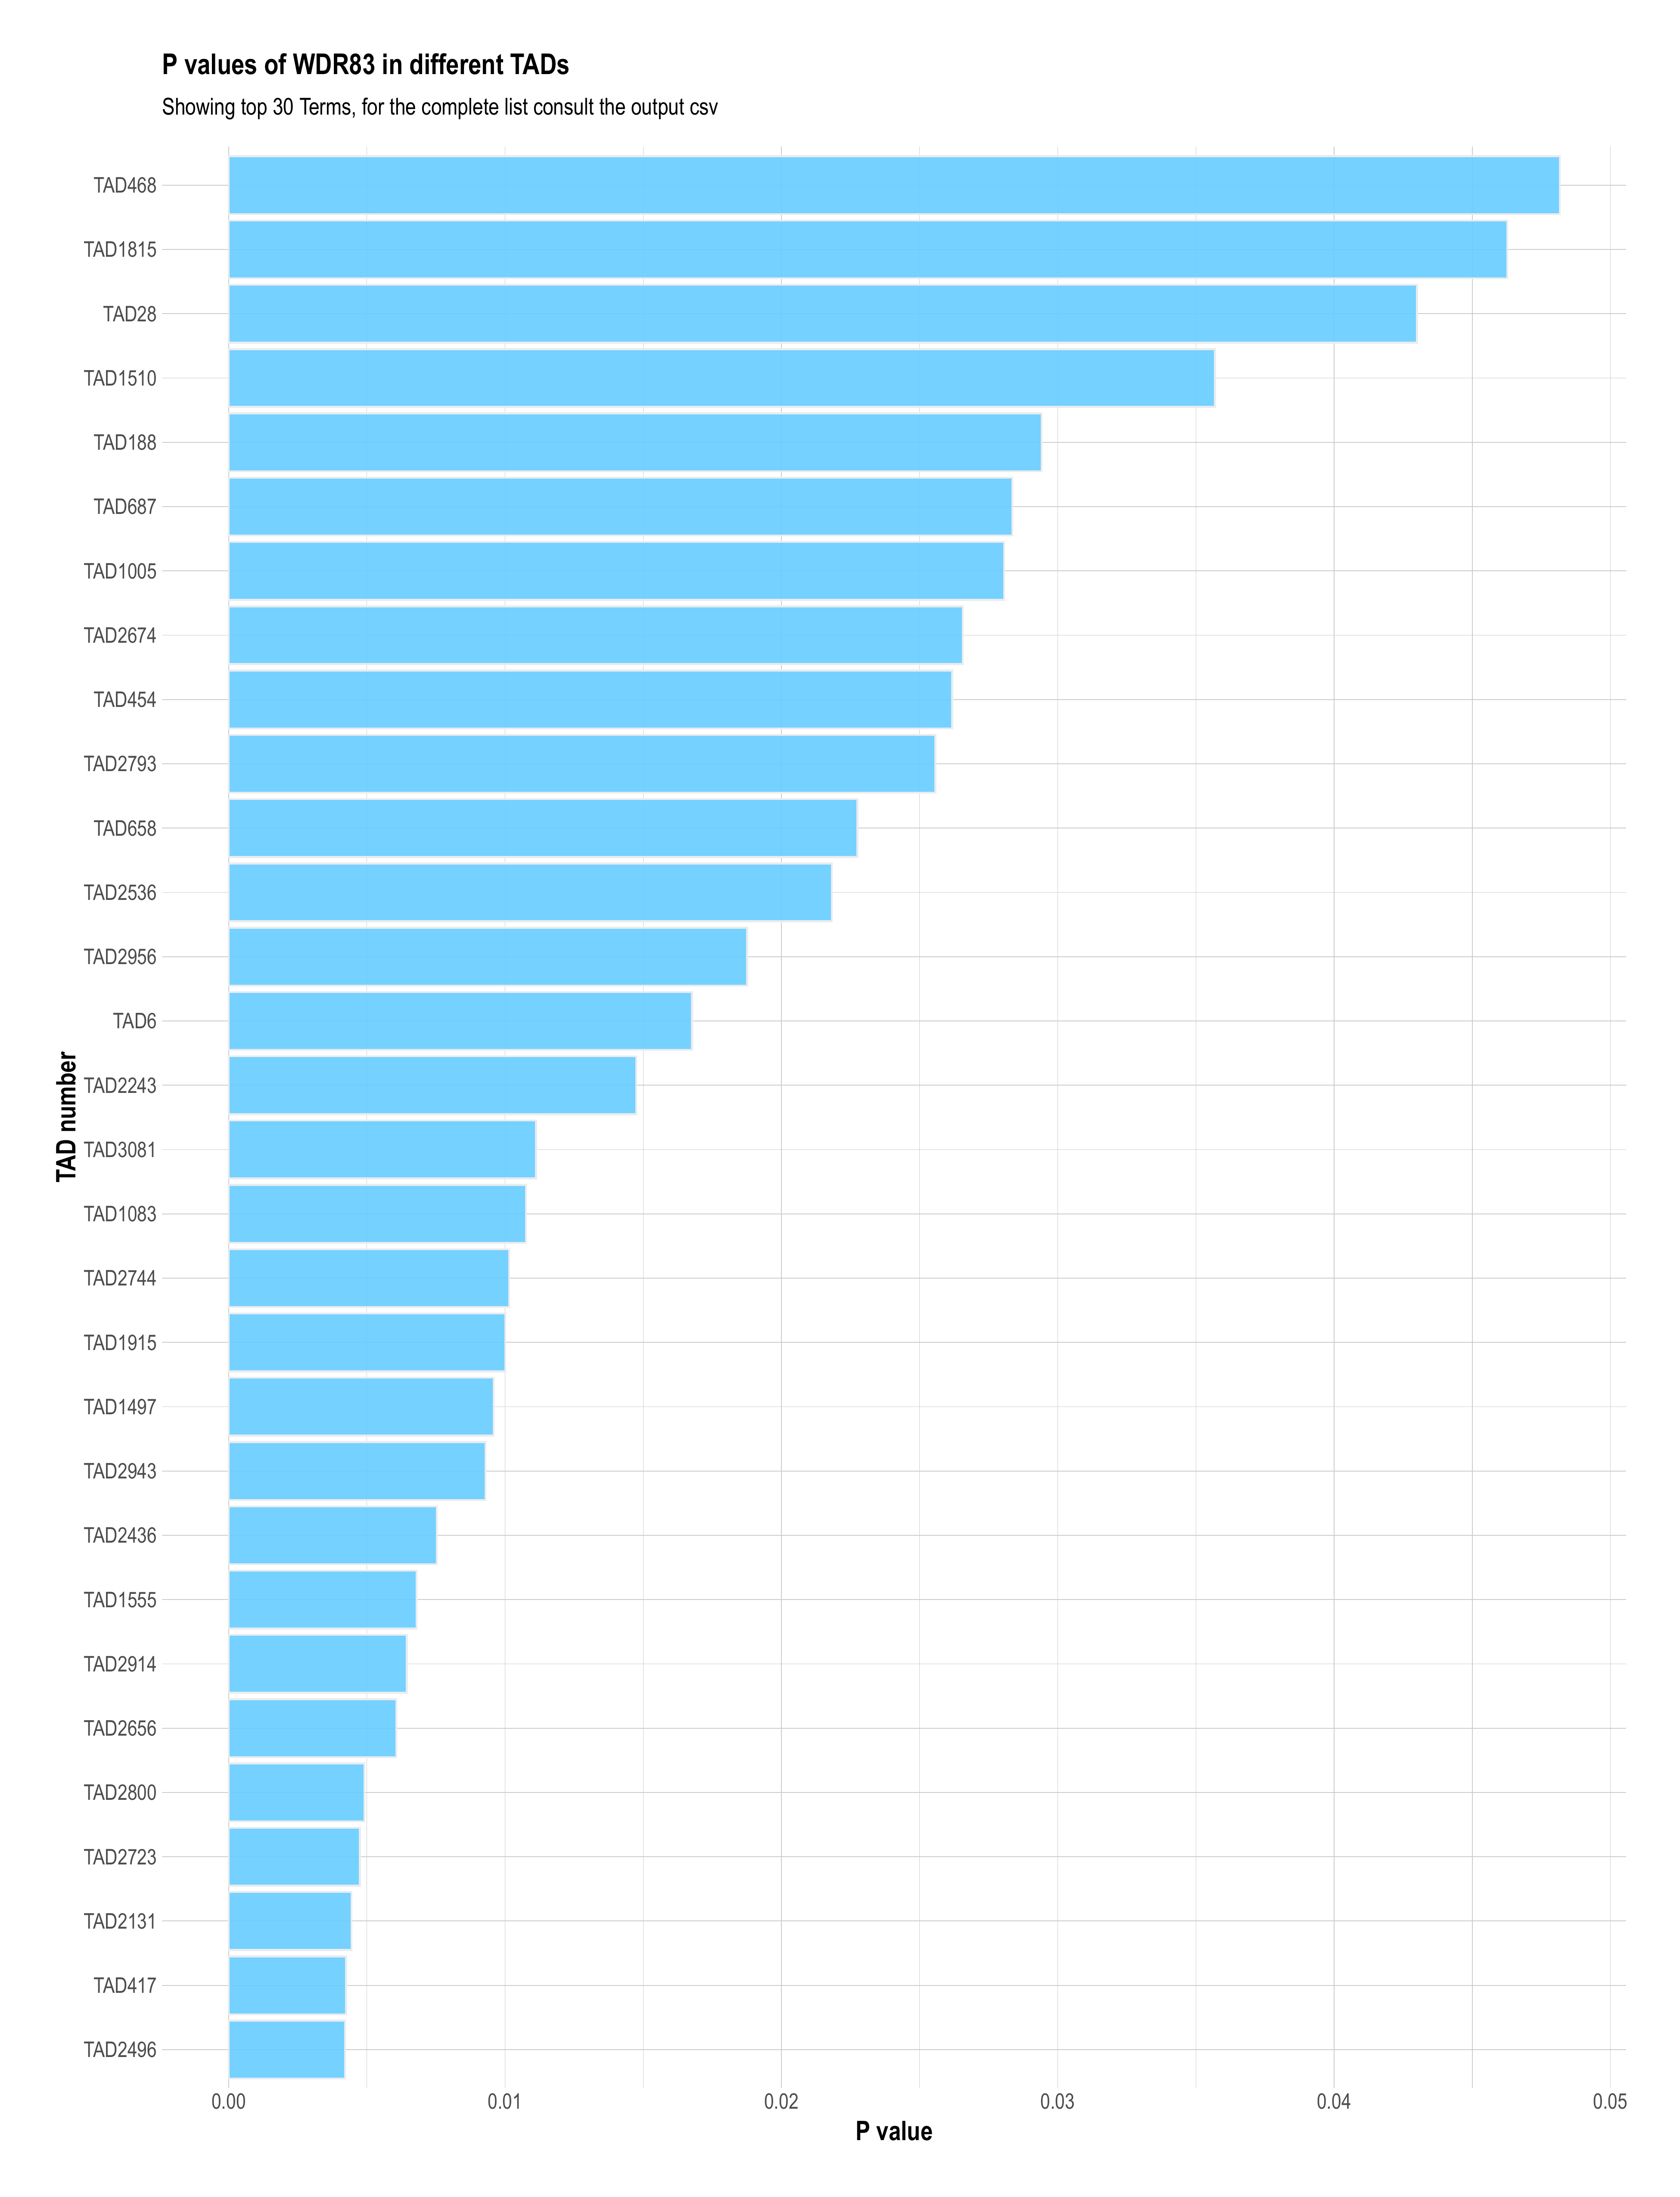 P values of WDR83 in different TADs
Showing top 30 Terms, for the complete list consult the output csv
TAD number
TAD468
TAD1815
TAD28
TAD1510
TAD188
TAD687
TAD1005
TAD2674
TAD454
TAD2793
TAD658
TAD2536
TAD2956
TAD6
TAD2243
TAD3081
TAD1083
TAD2744
TAD1915
TAD1497
TAD2943
TAD2436
TAD1555
TAD2914
TAD2656
TAD2800
TAD2723
TAD2131
TAD417
TAD2496
0.00 0.01 0.02 0.03 0.04 0.05
P value